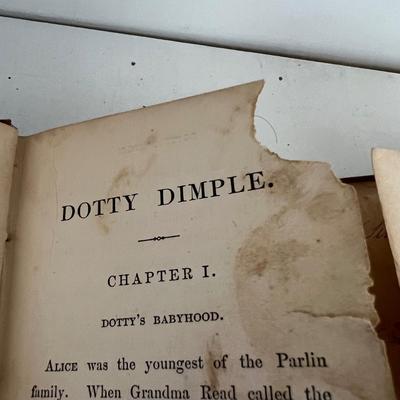 DOTTY DIMPLE.
CHAPTER I.
DOTTY'S BABYHOOD.
ALICE was the youngest of the Parlin
family. When Grandma Read called the